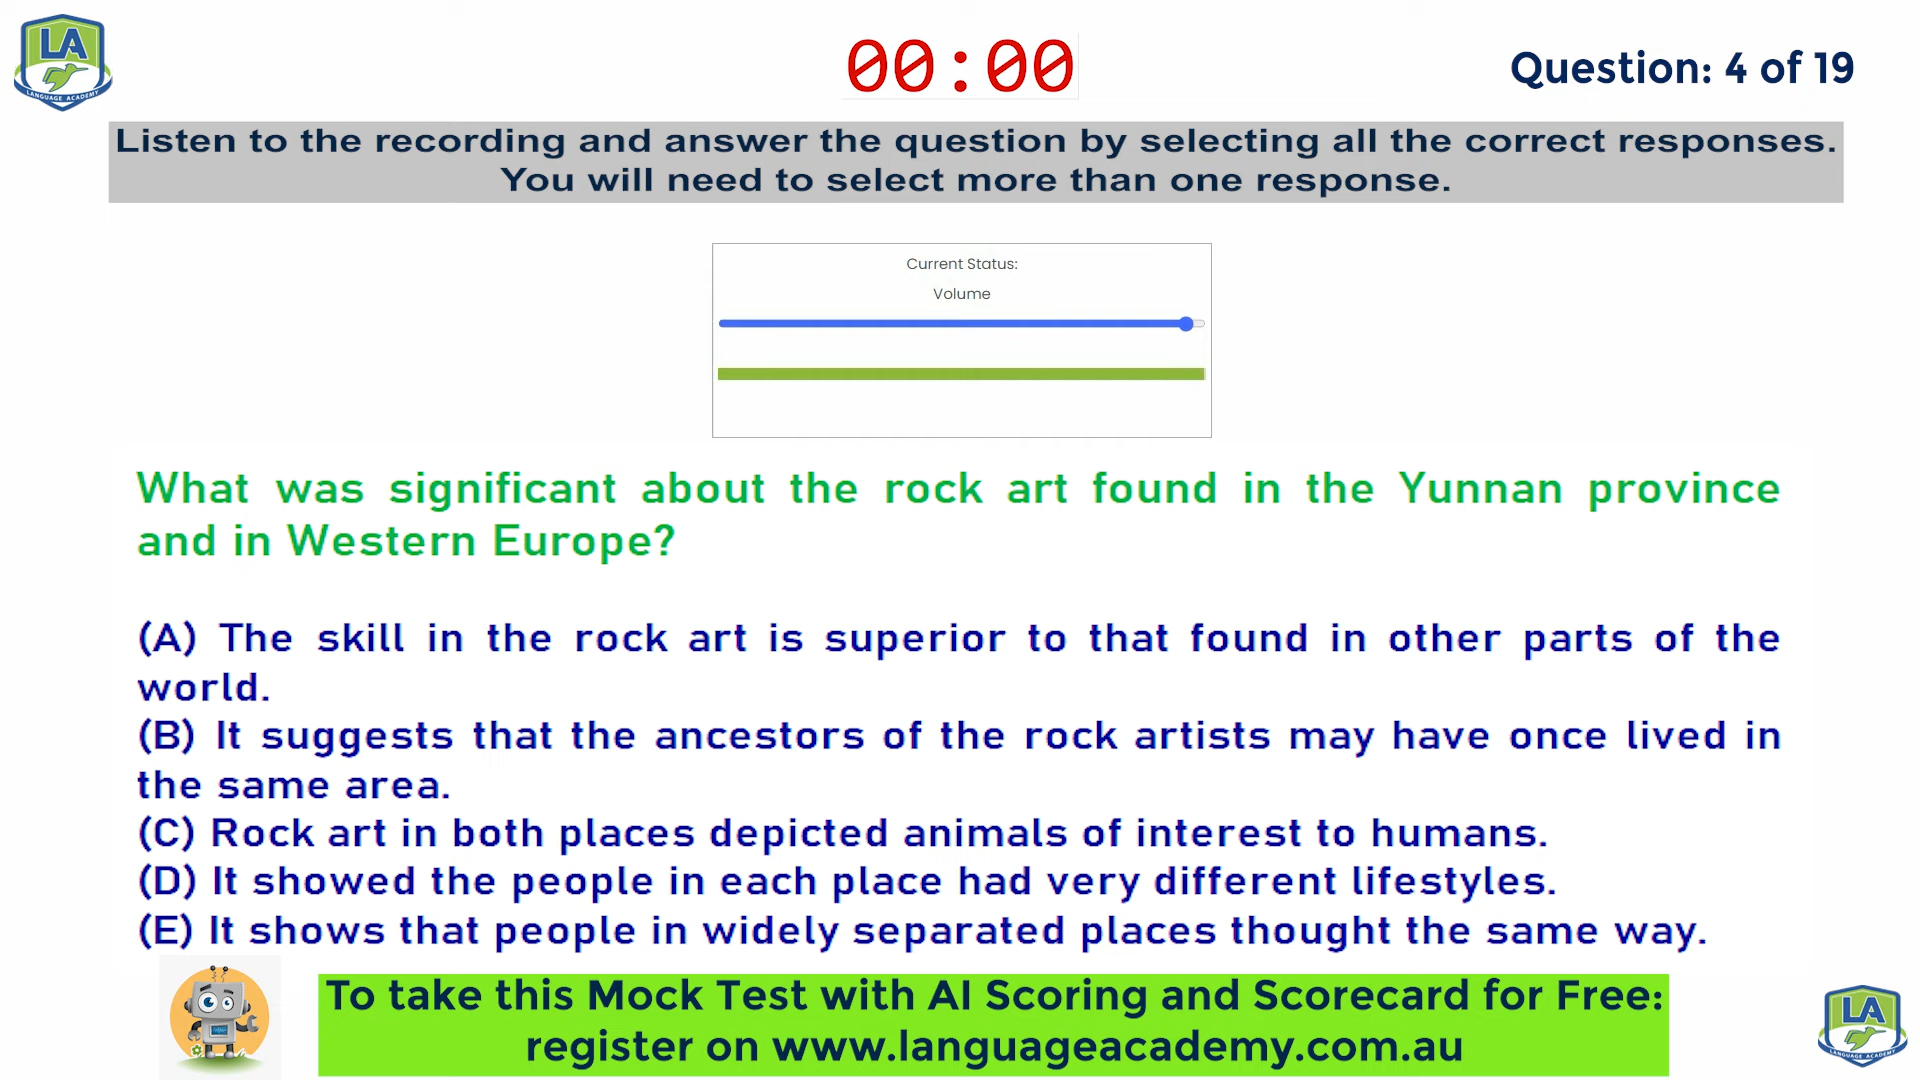 LA
LANGUAGE ACADEMY
00:00
Question: 4 of 19
Listen to the recording and answer the question by selecting all the correct responses.
You will need to select more than one response.
Current Status:
Volume
What was significant about the rock art found in the Yunnan province
and in Western Europe?
(A) The skill in the rock art is superior to that found in other parts of the
world.
(B) It suggests that the ancestors of the rock artists may have once lived in
the same area.
(C) Rock art in both places depicted animals of interest to humans.
(D) It showed the people in each place had very different lifestyles.
(E) It shows that people in widely separated places thought the same way.
To take this Mock Test with AI Scoring and Scorecard for Free:
register on www.languageacademy.com.au
LA
LANGUAGE ACADEMY